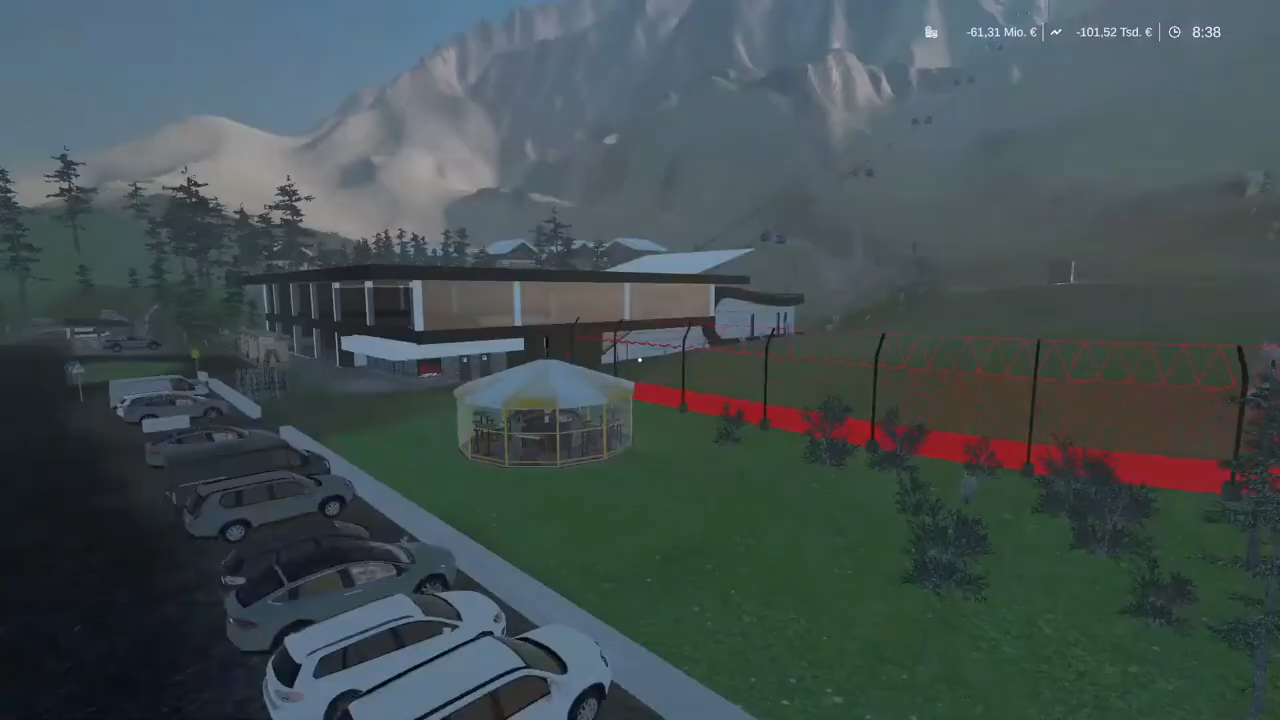 -61,31 Mio. € -101,52 Tsd. € 8:38